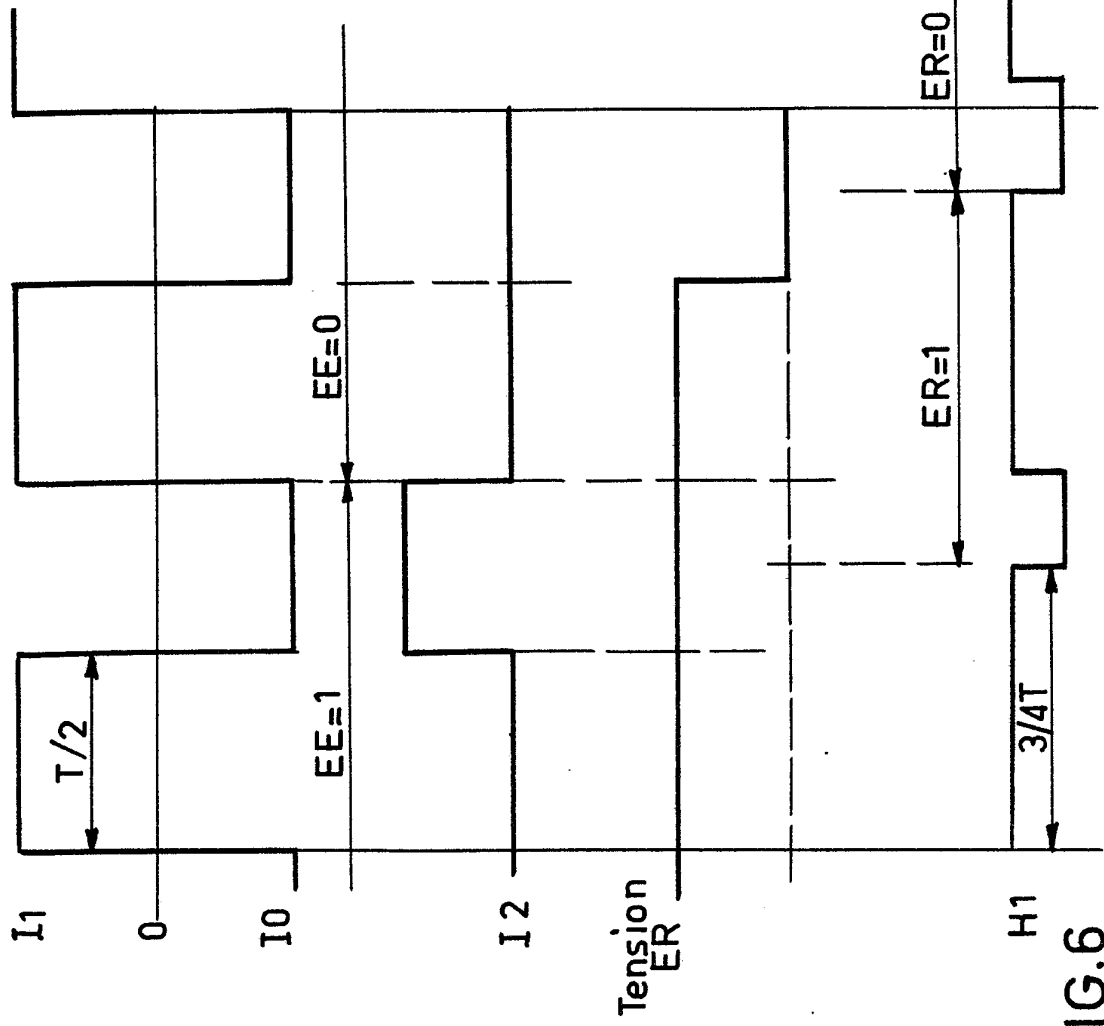 I1
T/2
0
I0
EE=1
EE=0
I2
Tension
ER
ER=1
ER=0
H1
3/4T
IG.6